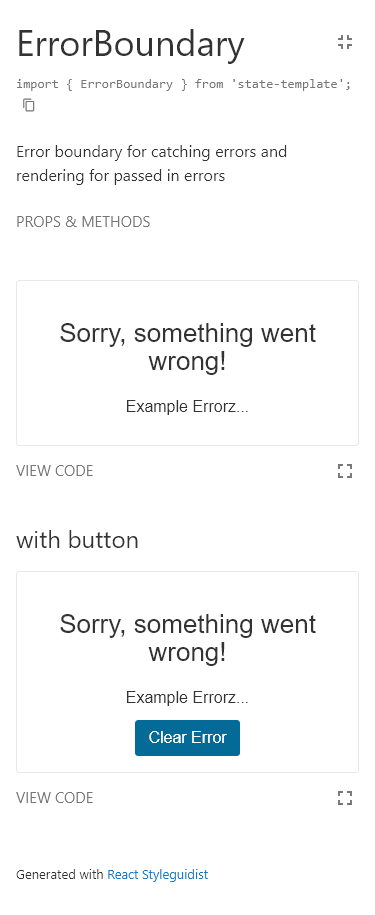 ErrorBoundary
import { ErrorBoundary } from 'state-template';
Error boundary for catching errors and
rendering for passed in errors
PROPS & METHODS
Sorry, something went
wrong!
Example Errorz...
VIEW CODE
with button
Sorry, something went
wrong!
Example Errorz...
Clear Error
VIEW CODE
Generated with React Styleguidist